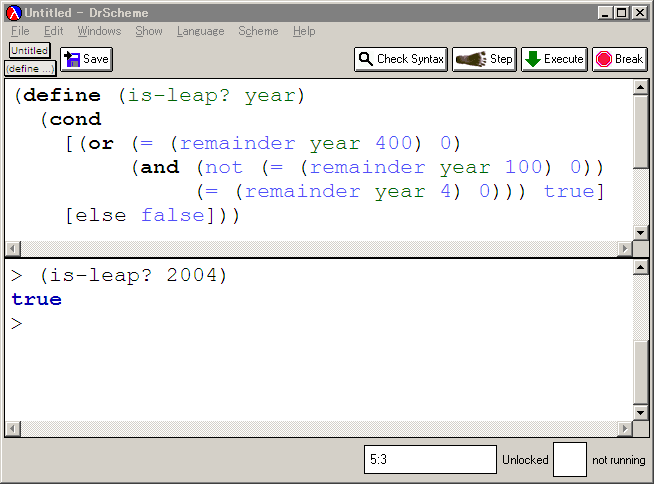 Untitled - DrScheme
File Edit Windows Show Language Scheme Help
Untitled
(define ...)
Save
Check Syntax
Step
Execute
Break
(define (is-leap? year)
  (cond
    [(or (= (remainder year 400) 0)
         (and (not (= (remainder year 100) 0))
              (= (remainder year 4) 0))) true]
    [else false]))
> (is-leap? 2004)
true
>
5:3
Unlocked
not running